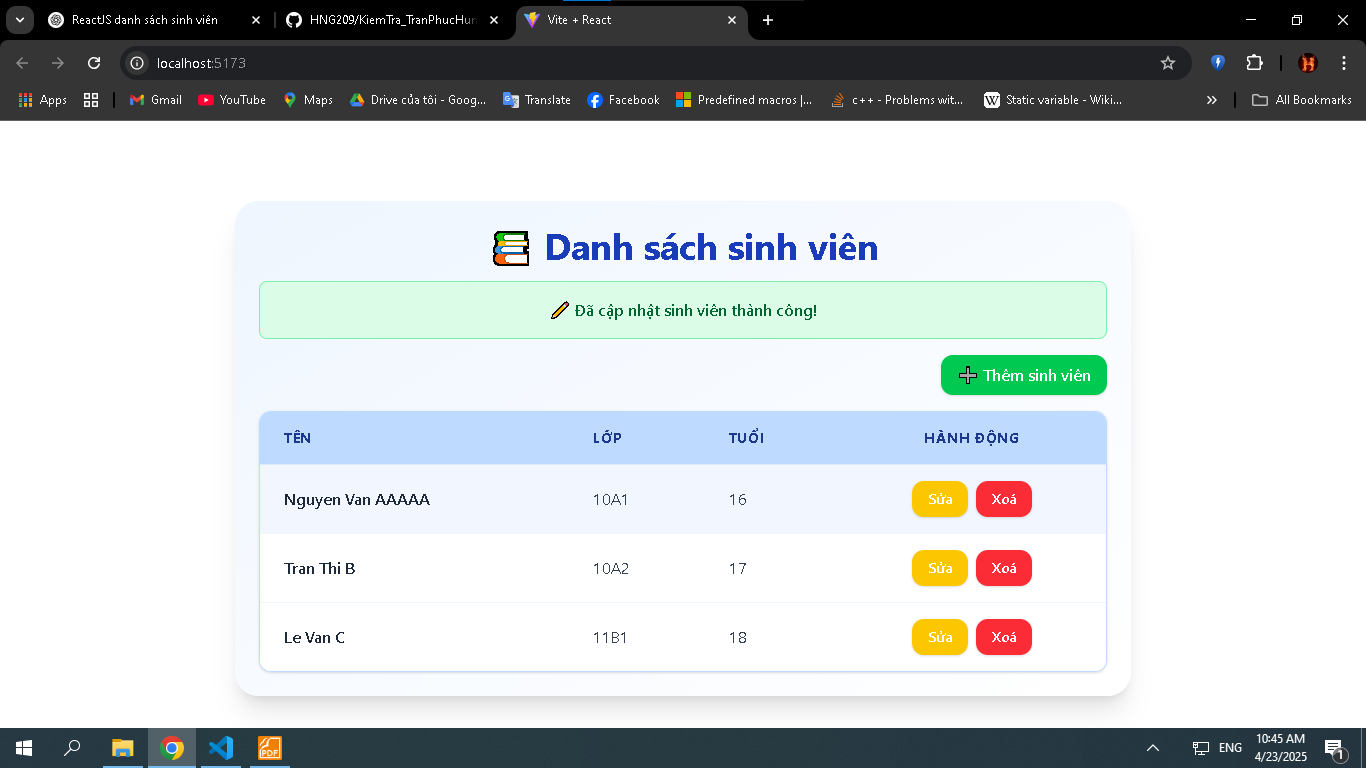 ReactJS danh sách sinh viên
HNG209/KiemTra_TranPhucHun
Vite + React
localhost:5173
Apps
Gmail
YouTube
Maps
Drive của tôi - Goog...
Translate
Facebook
Predefined macros |...
c++ - Problems wit...
W
Static variable - Wiki...
All Bookmarks
Danh sách sinh viên
Đã cập nhật sinh viên thành công!
Thêm sinh viên
TÊN LỚP TUỔI HÀNH ĐỘNG
Nguyen Van AAAAA 10A1 16 Sửa Xoá
Tran Thi B 10A2 17 Sửa Xoá
Le Van C 11B1 18 Sửa Xoá
PDF
ENG
10:45 AM
4/23/2025
1